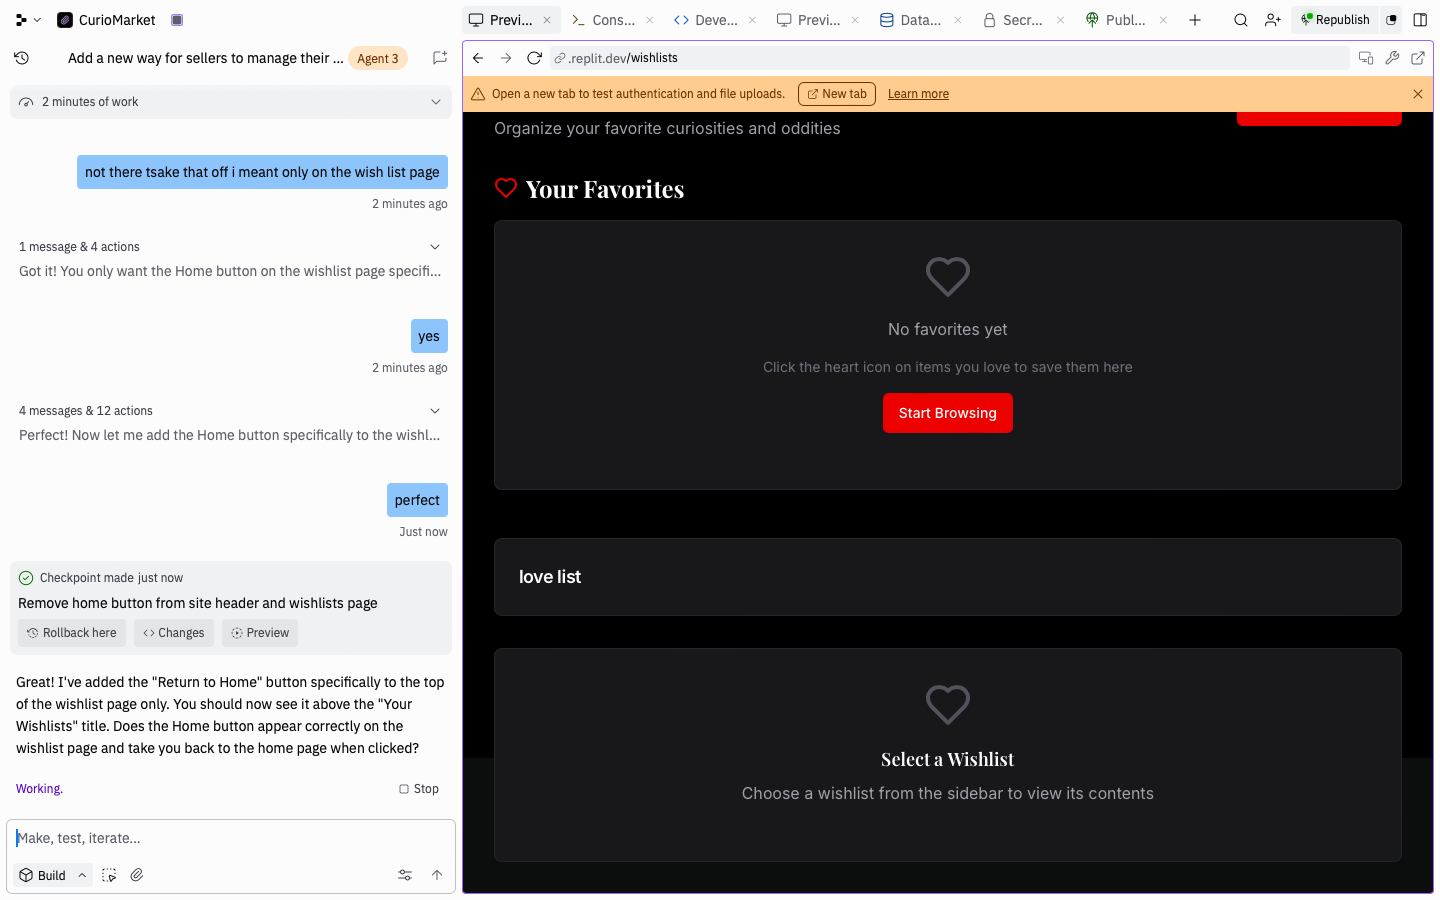 CurioMarket
Previ...
Cons...
Deve...
Previ...
Data...
Secr...
Publ...
Republish
Add a new way for sellers to manage their ...
Agent 3
.replit.dev/wishlists
2 minutes of work
Open a new tab to test authentication and file uploads.
New tab
Learn more
not there tsake that off i meant only on the wish list page
2 minutes ago
1 message & 4 actions
Got it! You only want the Home button on the wishlist page specifi...
yes
2 minutes ago
4 messages & 12 actions
Perfect! Now let me add the Home button specifically to the wishl...
perfect
Just now
Checkpoint made just now
Remove home button from site header and wishlists page
Rollback here
Changes
Preview
Great! I've added the "Return to Home" button specifically to the top
of the wishlist page only. You should now see it above the "Your
Wishlists" title. Does the Home button appear correctly on the
wishlist page and take you back to the home page when clicked?
Working.
Stop
Make, test, iterate...
Build
Organize your favorite curiosities and oddities
Your Favorites
No favorites yet
Click the heart icon on items you love to save them here
Start Browsing
love list
Select a Wishlist
Choose a wishlist from the sidebar to view its contents